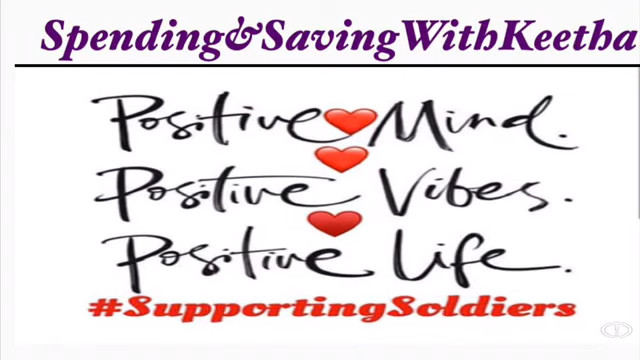 Spending&SavingWithKeetha
Positive Mind.
Positive Vibes.
Positive Life.
#SupportingSoldiers